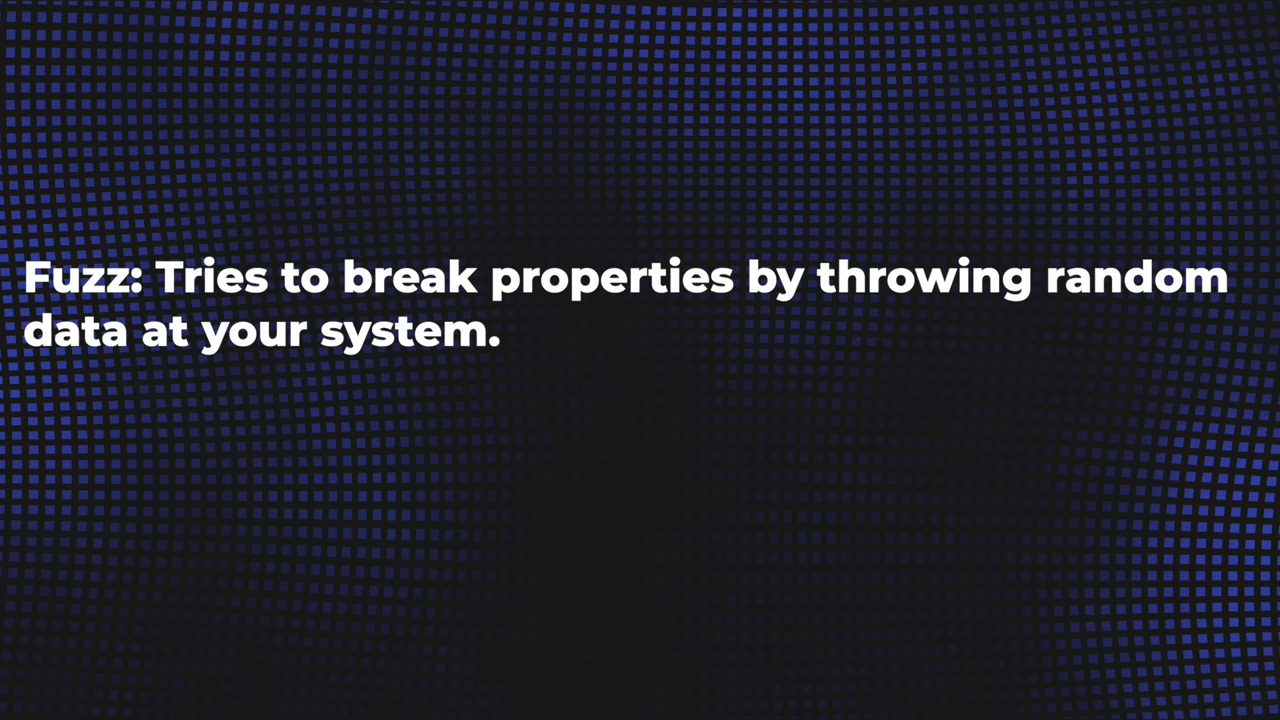 Fuzz: Tries to break properties by throwing random
data at your system.